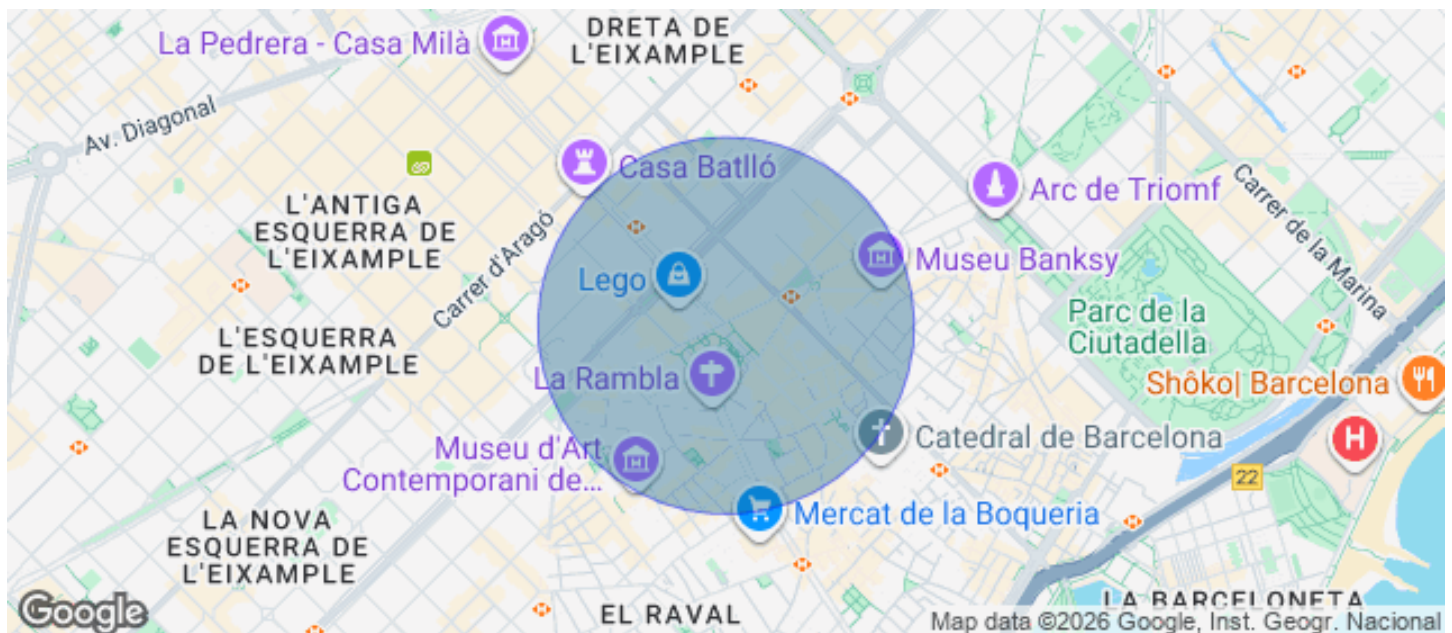 La Pedrera - Casa Milà
DRETA DE
L'EIXAMPLE
Av. Diagonal
Casa Batlló
Arc de Triomf
Carrer de la Marina
L'ANTIGA
ESQUERRA DE
L'EIXAMPLE
Carrer d'Aragó
Lego
Museu Banksy
L'ESQUERRA
DE L'EIXAMPLE
Parc de la
Ciutadella
La Rambla
Shôko| Barcelona
H
Museu d'Art
Contemporani de...
Catedral de Barcelona
22
Mercat de la Boqueria
LA NOVA
ESQUERRA DE
L'EIXAMPLE
EL RAVAL
LA BARCELONETA
Google
Map data ©2026 Google, Inst. Geogr. Nacional